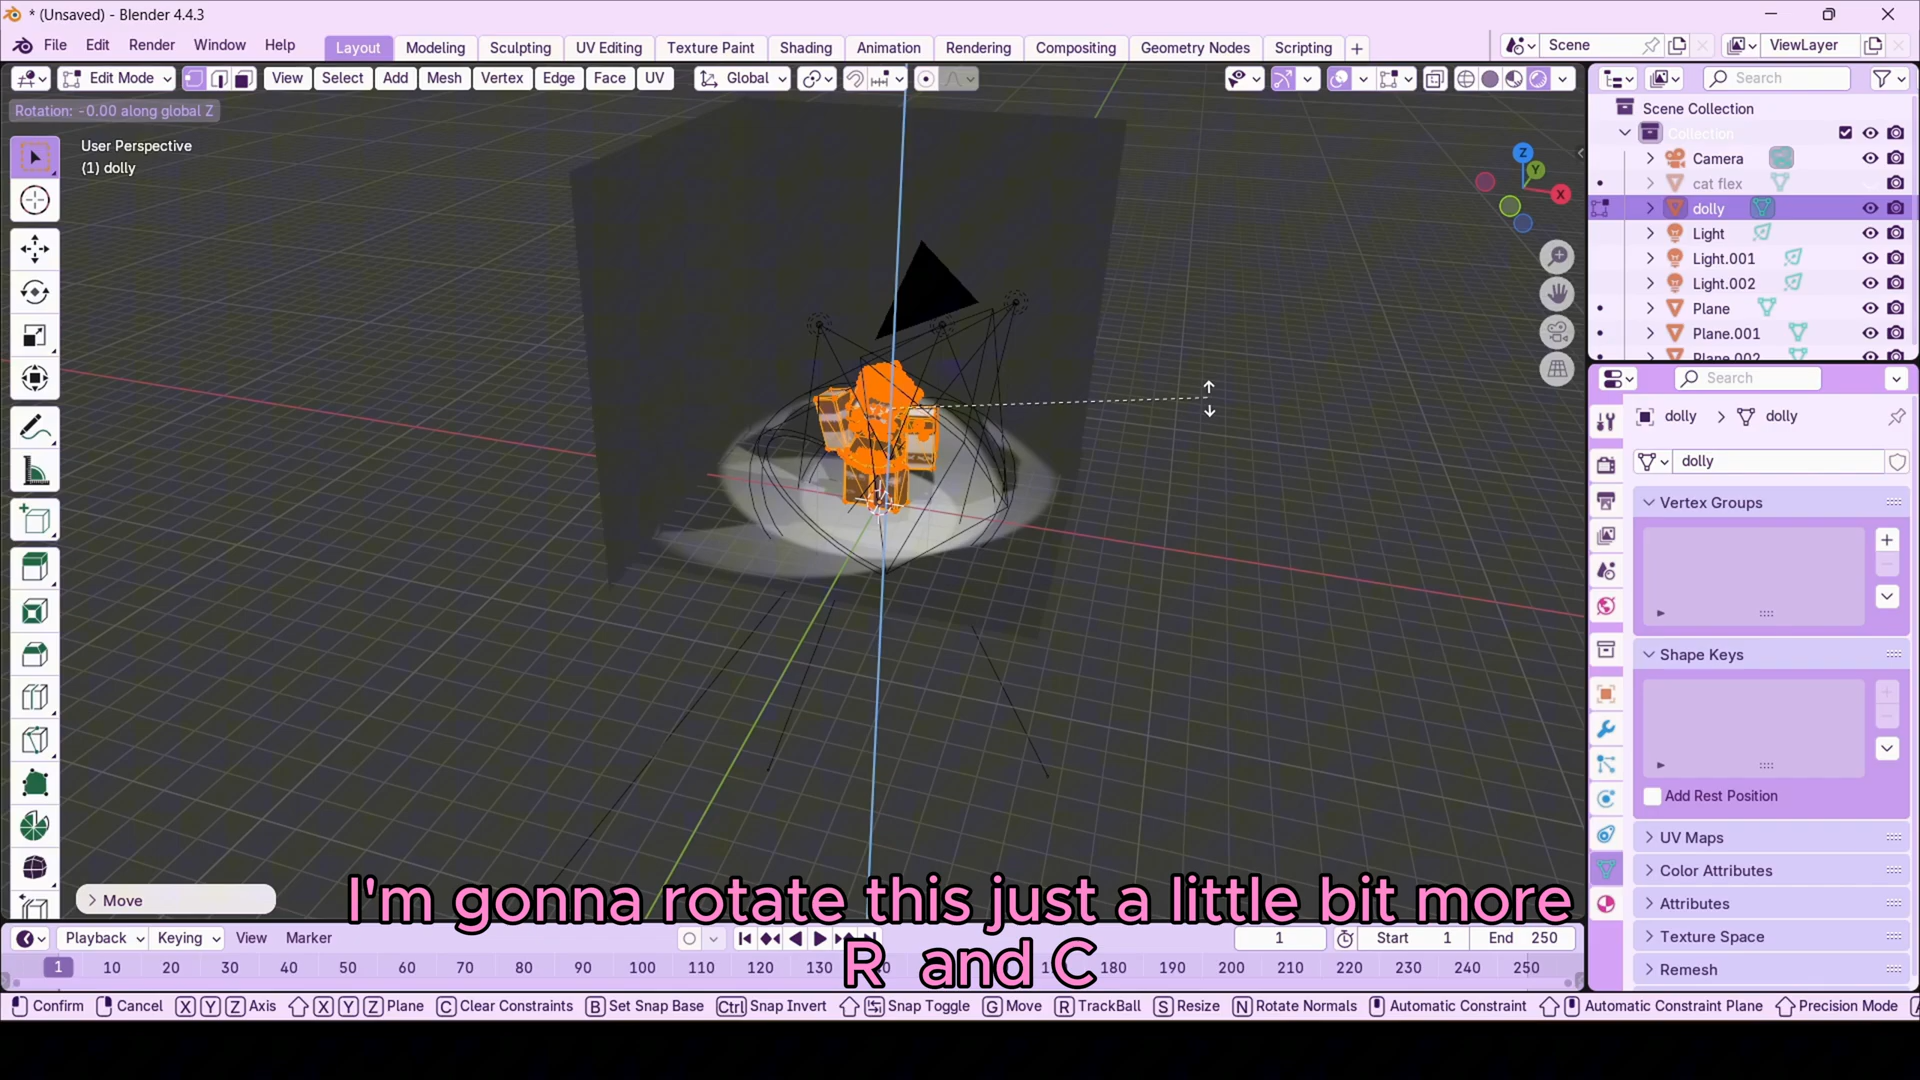 * (Unsaved) - Blender 4.4.3
File Edit Render Window Help Layout Modeling Sculpting UV Editing Texture Paint Shading Animation Rendering Compositing Geometry Nodes Scripting + Scene ViewLayer
Edit Mode View Select Add Mesh Vertex Edge Face UV Global Search
Rotation: -0.00 along global Z
User Perspective
(1) dolly
Z
Y
X
Scene Collection
Collection
Camera
cat flex
dolly
Light
Light.001
Light.002
Plane
Plane.001
Plane.002
Search
dolly > dolly
dolly
Vertex Groups
Shape Keys
Add Rest Position
UV Maps
Color Attributes
Attributes
Texture Space
Remesh
Move
I'm gonna rotate this just a little bit more
R and C
Playback Keying View Marker 1 Start 1 End 250
1 10 20 30 40 50 60 70 80 90 100 110 120 130 170 180 190 200 210 220 230 240 250
Confirm Cancel X Y Z Axis X Y Z Plane C Clear Constraints B Set Snap Base Ctrl Snap Invert Snap Toggle G Move R TrackBall S Resize N Rotate Normals Automatic Constraint Automatic Constraint Plane Precision Mode